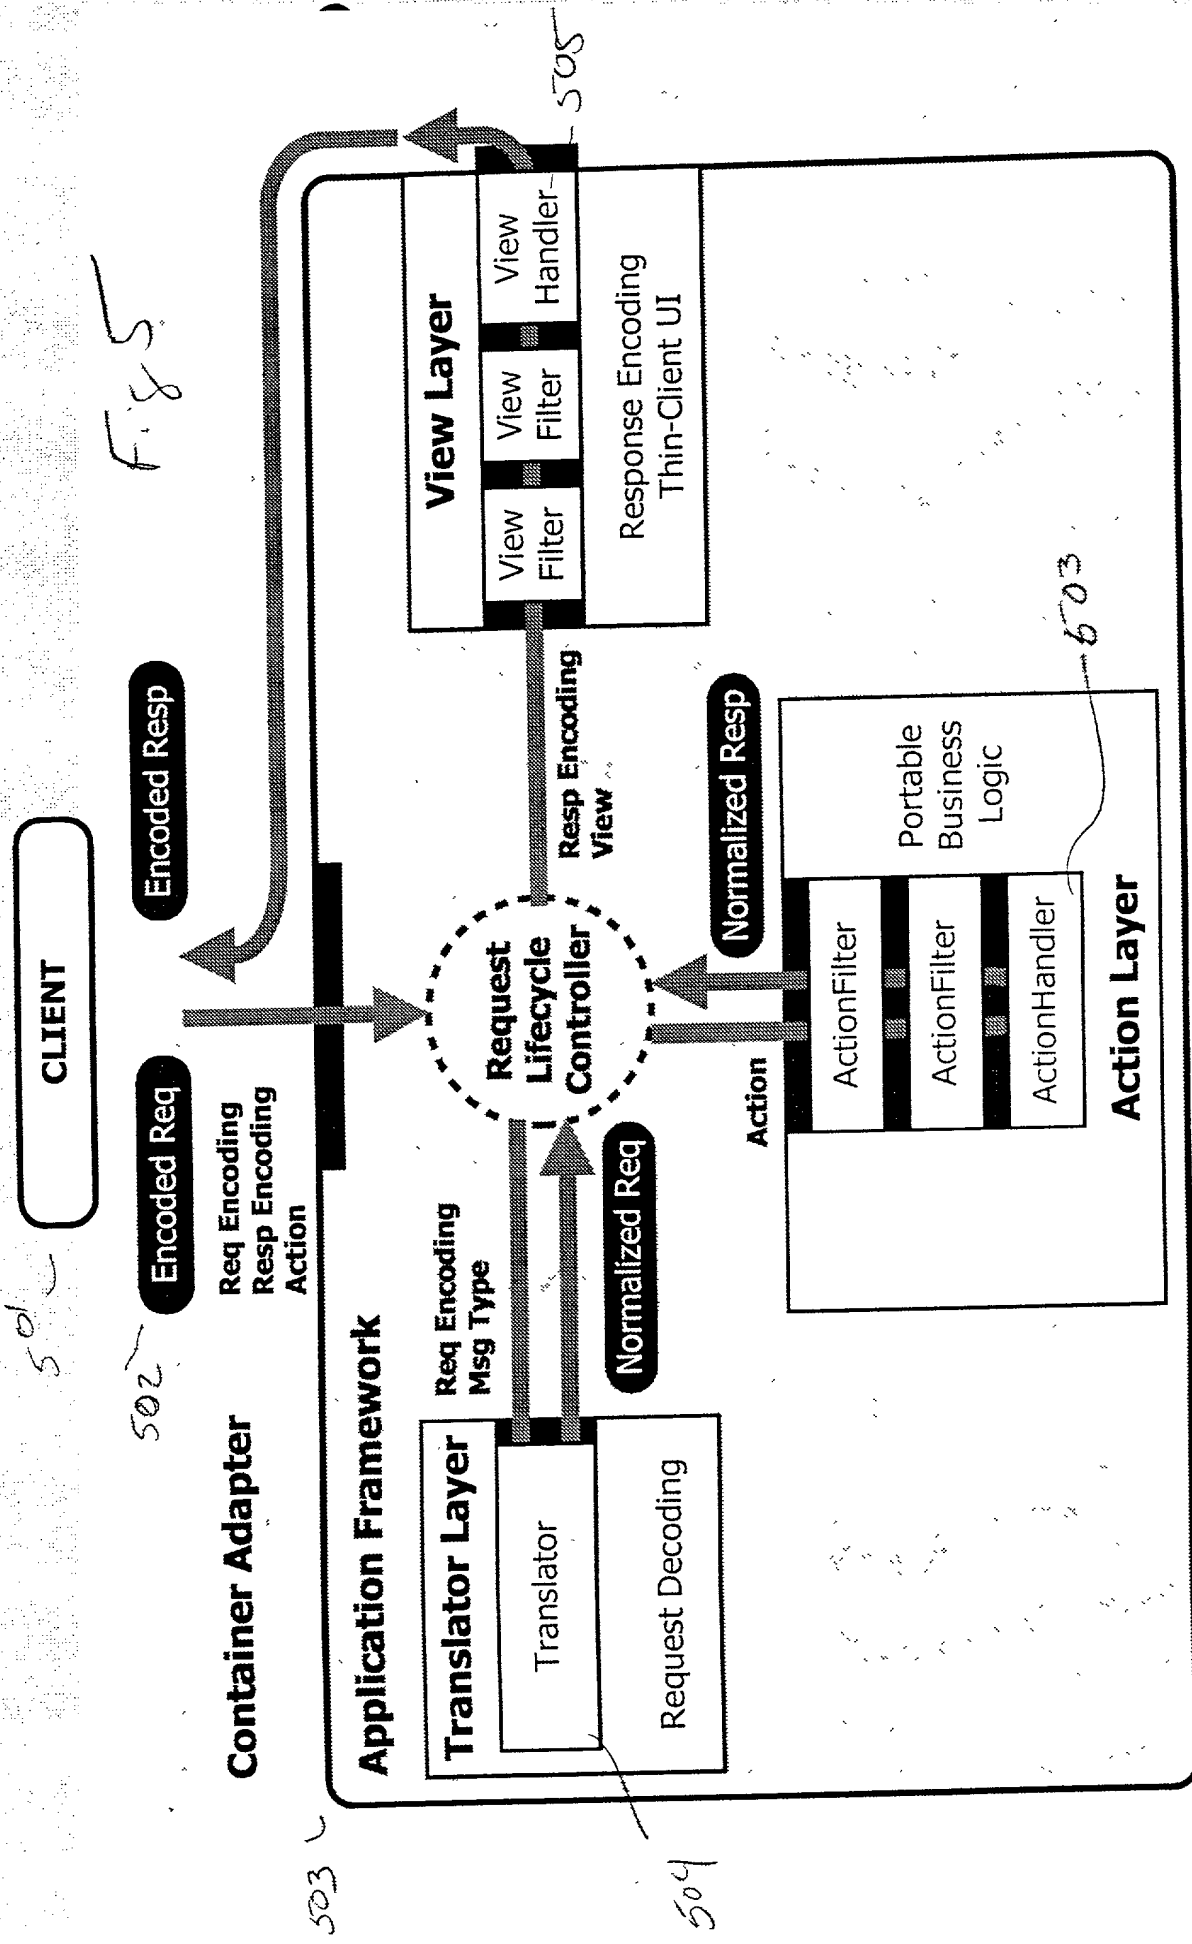 Fig 5
501
CLIENT
502
Encoded Req
Encoded Resp
Container Adapter
Req Encoding
Resp Encoding
Action
503
Application Framework
Translator Layer
Translator
Request Decoding
504
Req Encoding
Msg Type
Normalized Req
Request
Lifecycle
Controller
Resp Encoding
View
View Layer
View
Filter
View
Filter
View
Handler
505
Response Encoding
Thin-Client UI
Action
Normalized Resp
ActionFilter
ActionFilter
ActionHandler
Portable
Business
Logic
503
Action Layer